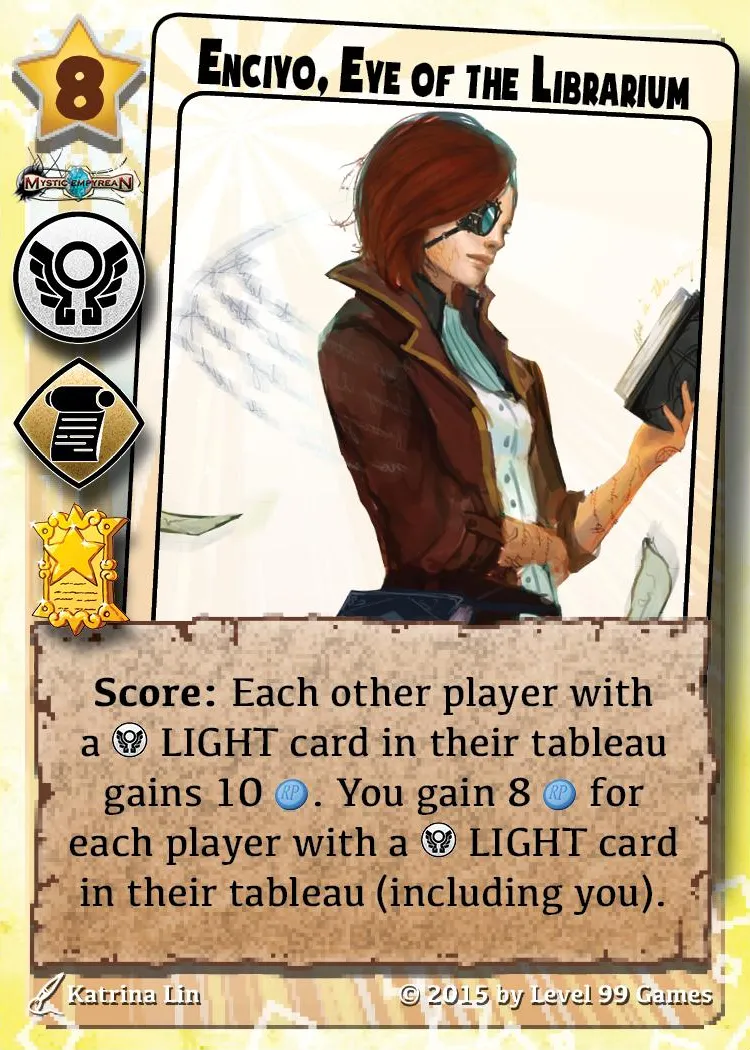 8
ENCIVO, EYE OF THE LIBRARIUM
MYSTIC EMPYREAN
Score: Each other player with
a LIGHT card in their tableau
gains 10 RP. You gain 8 RP for
each player with a LIGHT card
in their tableau (including you).
Katrina Lin
© 2015 by Level 99 Games